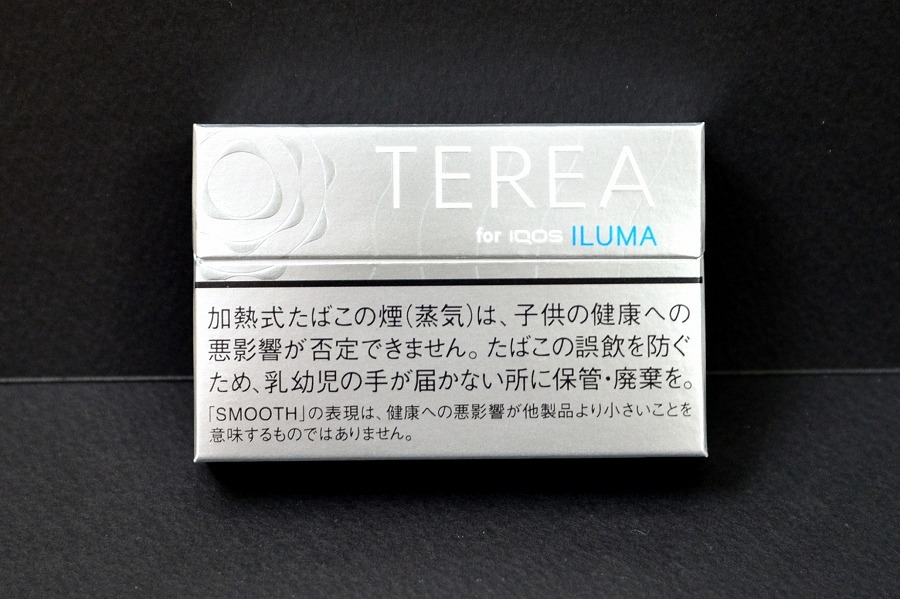 TEREA
for IQOS ILUMA
加熱式たばこの煙(蒸気)は、子供の健康への
悪影響が否定できません。たばこの誤飲を防ぐ
ため、乳幼児の手が届かない所に保管・廃棄を。
「SMOOTH」の表現は、健康への悪影響が他製品より小さいことを
意味するものではありません。